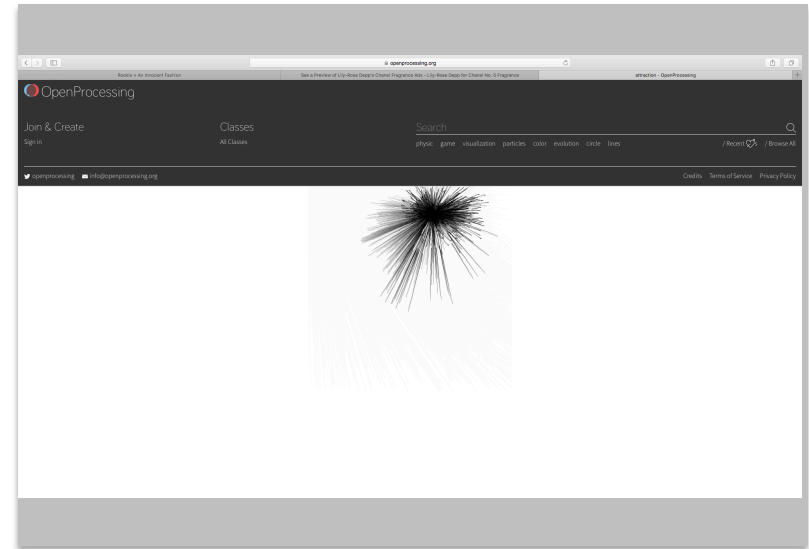 openprocessing.org
Rookie » An Innocent Fashion
See a Preview of Lily-Rose Depp's Chanel Fragrance Ads - Lily-Rose Depp for Chanel No. 5 Fragrance
attraction - OpenProcessing
OpenProcessing
Join & Create
Sign in
Classes
All Classes
Search
physic game visualization particles color evolution circle lines
/ Recent s / Browse All
openprocessing info@openprocessing.org
Credits Terms of Service Privacy Policy